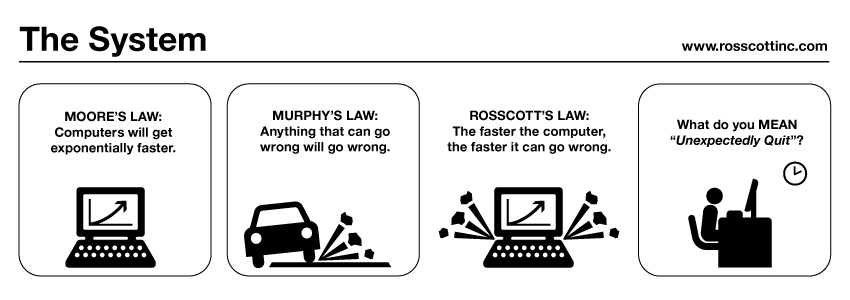 The System
www.rosscottinc.com
MOORE'S LAW:
Computers will get
exponentially faster.
MURPHY'S LAW:
Anything that can go
wrong will go wrong.
ROSSCOTT'S LAW:
The faster the computer,
the faster it can go wrong.
What do you MEAN
“Unexpectedly Quit”?